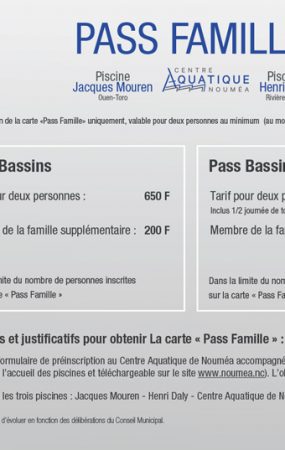 PASS FAMILL
Piscine
Jacques Mouren
Ouen-Toro
CENTRE
AQUATIQUE
NOUMÉA
Pis
Henri
Rivière
n de la carte «Pass Famille» uniquement, valable pour deux personnes au minimum (au mo
Bassins
ur deux personnes : 650 F
de la famille supplémentaire : 200 F
mite du nombre de personnes inscrites
e « Pass Famille »
Pass Bassin
Tarif pour deux p
Inclus 1/2 journée de to
Membre de la fa
Dans la limite du no
sur la carte « Pass Fa
s et justificatifs pour obtenir La carte « Pass Famille » :
ormulaire de préinscription au Centre Aquatique de Nouméa accompagné
l'accueil des piscines et téléchargeable sur le site www.noumea.nc). L'o
les trois piscines : Jacques Mouren - Henri Daly - Centre Aquatique de N
d'évoluer en fonction des délibérations du Conseil Municipal.